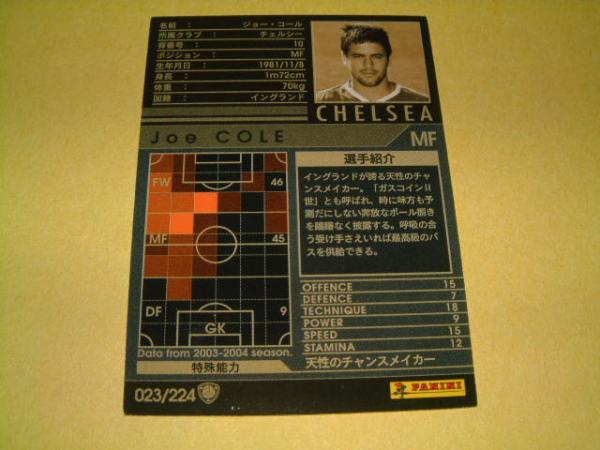 名前 : ジョー・コール
所属クラブ : チェルシー
背番号 : 10
ポジション : MF
生年月日 : 1981/11/8
身長 : 1m72cm
体重 : 70kg
国籍 : イングランド
CHELSEA
Joe COLE MF
FW 46
MF 45
DF 9
GK
Data from 2003-2004 season.
選手紹介
イングランドが誇る天性のチャ
ンスメイカー。「ガスコインII
世」とも呼ばれ、時に味方も予
測だにしない奔放なボール捌き
を躊躇なく披露する。呼吸の合
う受け手さえいれば最高級のパ
スを供給できる。
OFFENCE 15
DEFENCE 7
TECHNIQUE 18
POWER 9
SPEED 15
STAMINA 12
特殊能力 天性のチャンスメイカー
023/224
PANINI